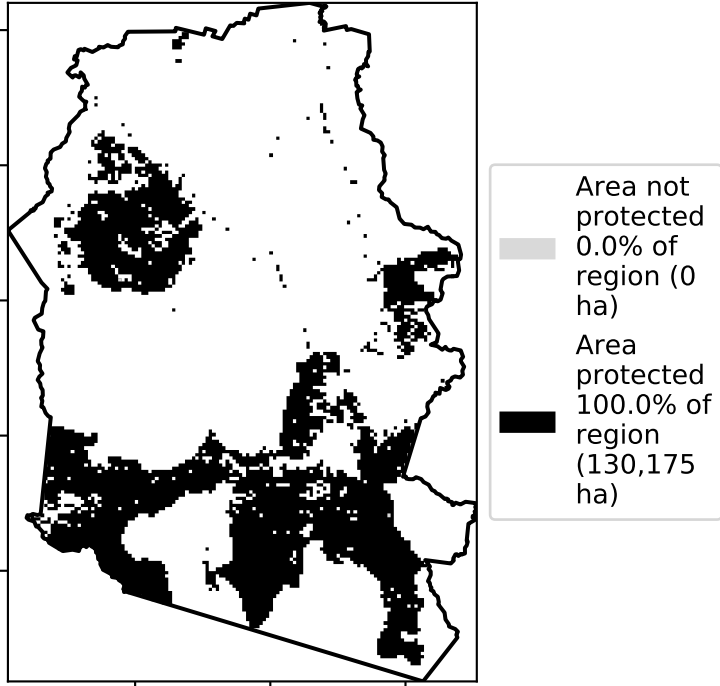 Area not
protected
0.0% of
region (0
ha)
Area
protected
100.0% of
region
(130,175
ha)